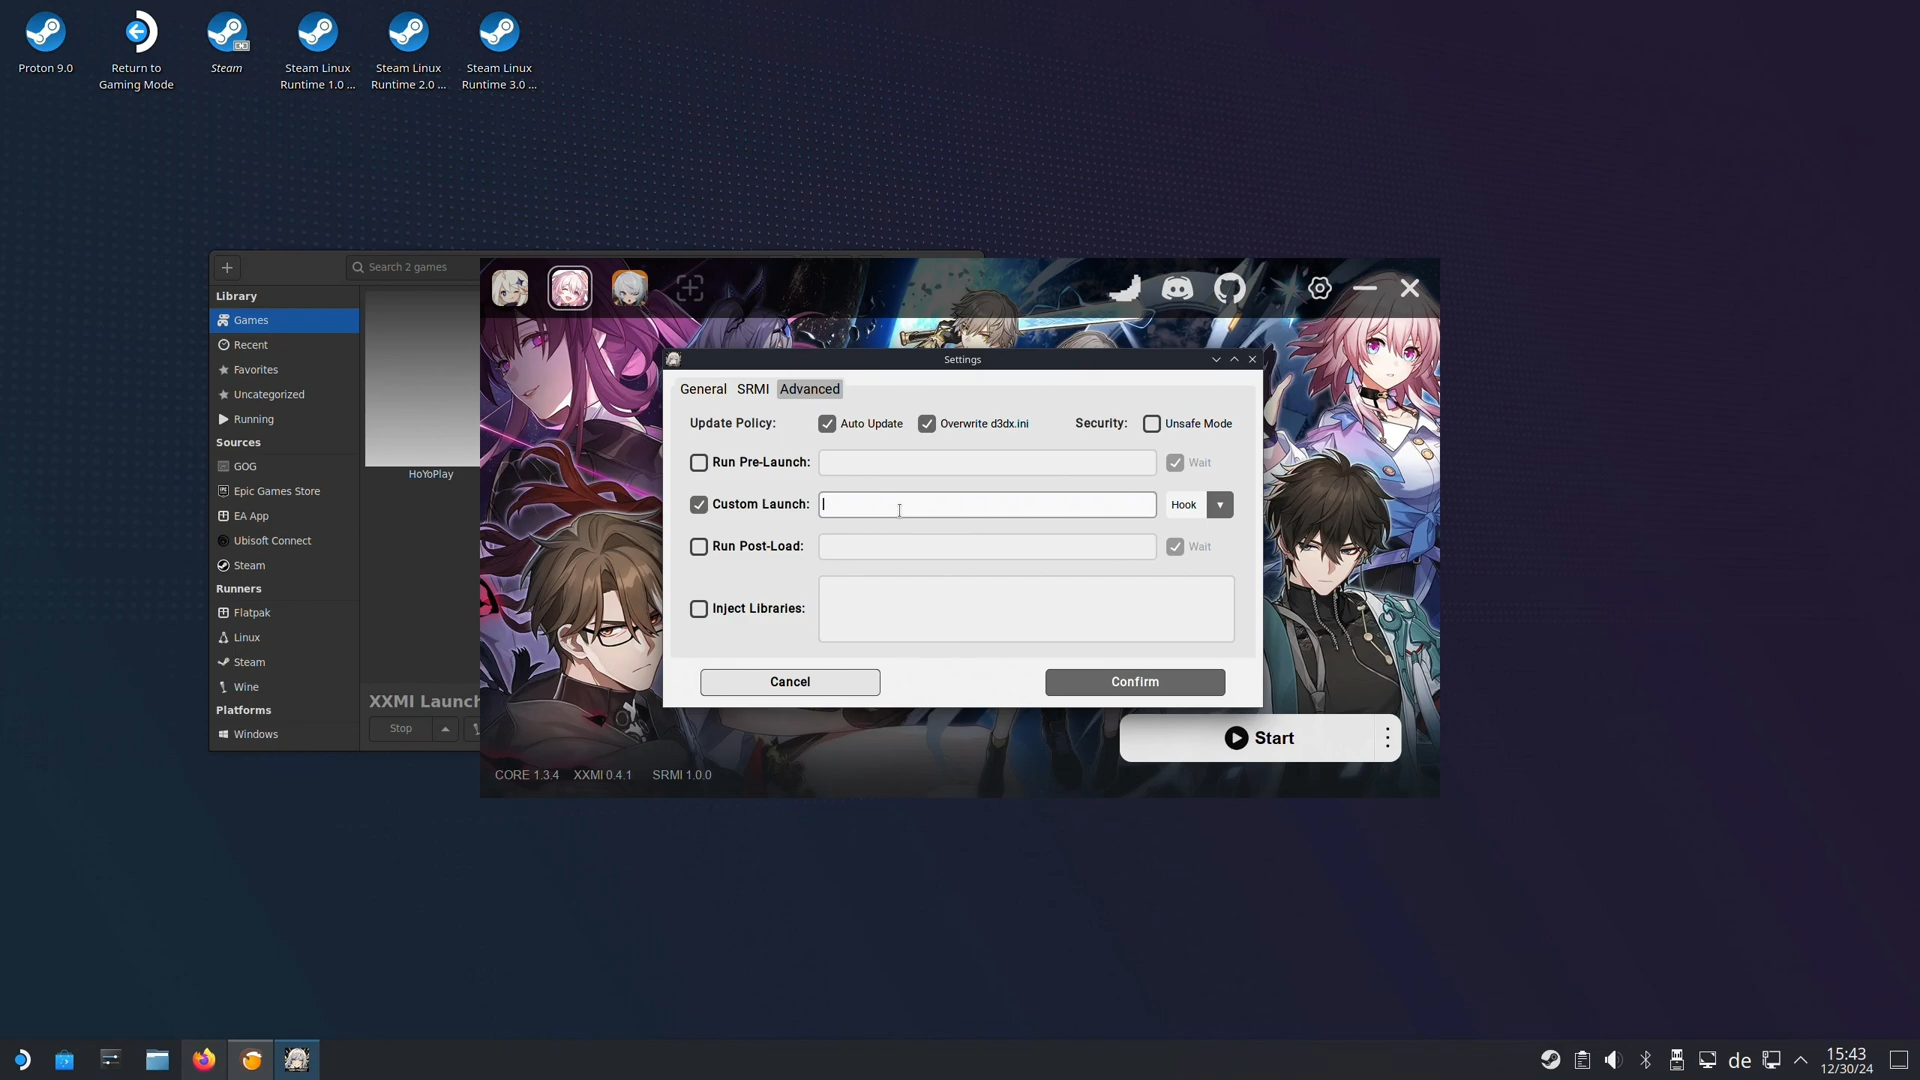 Proton 9.0
Return to
Gaming Mode
Steam
Steam Linux
Runtime 1.0 ...
Steam Linux
Runtime 2.0 ...
Steam Linux
Runtime 3.0 ...
Search 2 games
Library
Games
Recent
Favorites
Uncategorized
Running
Sources
GOG
Epic Games Store
EA App
Ubisoft Connect
Steam
Runners
Flatpak
Linux
Steam
Wine
Platforms
Windows
HoYoPlay
XXMI Launch
Stop
Settings
General SRMI Advanced
Update Policy: Auto Update Overwrite d3dx.ini Security: Unsafe Mode
Run Pre-Launch: Wait
Custom Launch: Hook
Run Post-Load: Wait
Inject Libraries:
Cancel Confirm
Start
CORE 1.3.4 XXMI 0.4.1 SRMI 1.0.0
de
15:43
12/30/24